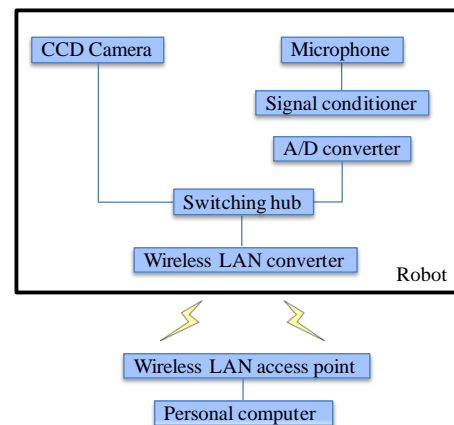 CCD Camera
Microphone
Signal conditioner
A/D converter
Switching hub
Wireless LAN converter
Robot
Wireless LAN access point
Personal computer